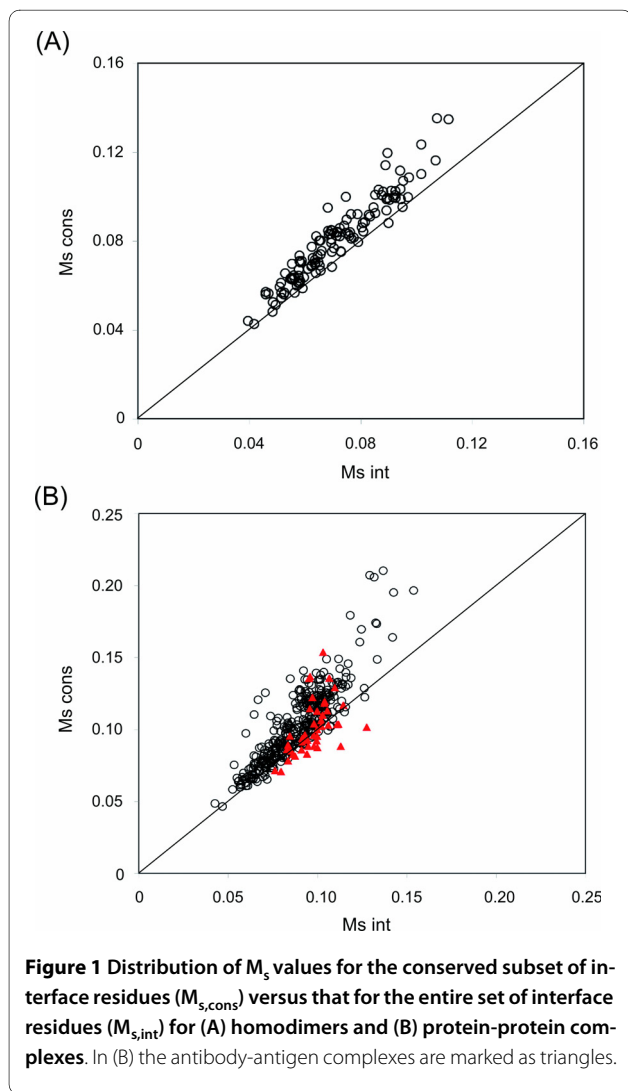 (A)
0.16
0.12
0.08
0.04
0
Ms cons
0
0.04
0.08
0.12
0.16
Ms int
(B)
0.25
0.20
0.15
0.10
0.05
0
Ms cons
0
0.05
0.10
0.15
0.20
0.25
Ms int
Figure 1 Distribution of Ms values for the conserved subset of in-
terface residues (Ms,cons) versus that for the entire set of interface
residues (Ms,int) for (A) homodimers and (B) protein-protein com-
plexes. In (B) the antibody-antigen complexes are marked as triangles.